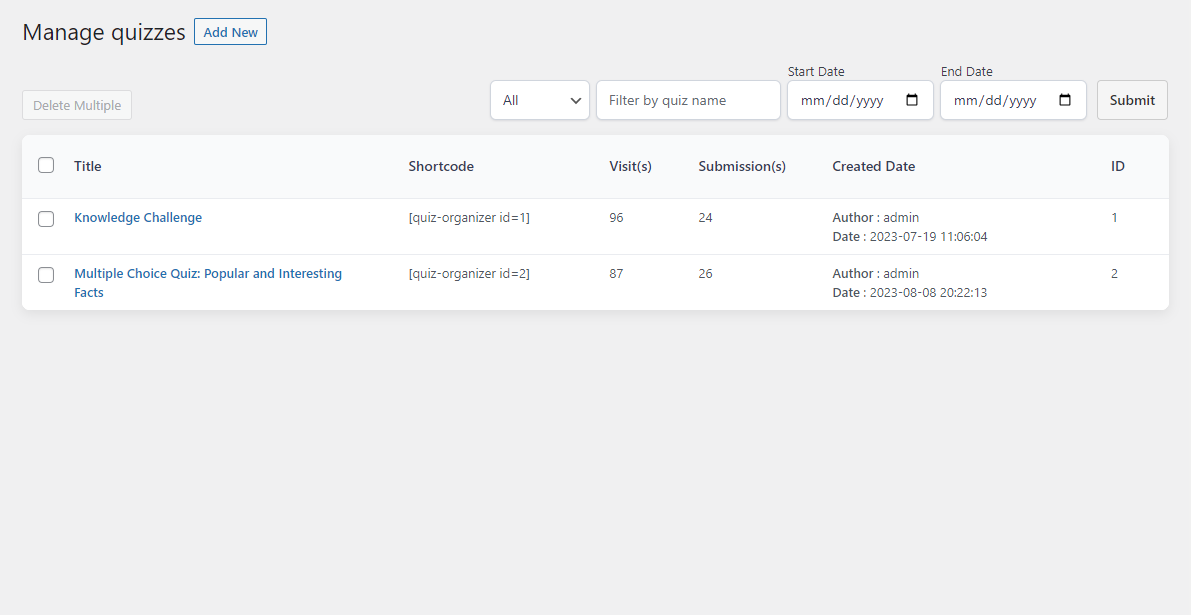 Manage quizzes Add New
Start Date End Date
Delete Multiple All Filter by quiz name mm/dd/yyyy mm/dd/yyyy Submit
Title Shortcode Visit(s) Submission(s) Created Date ID
Knowledge Challenge [quiz-organizer id=1] 96 24 Author : admin 1
Date : 2023-07-19 11:06:04
Multiple Choice Quiz: Popular and Interesting [quiz-organizer id=2] 87 26 Author : admin 2
Facts Date : 2023-08-08 20:22:13